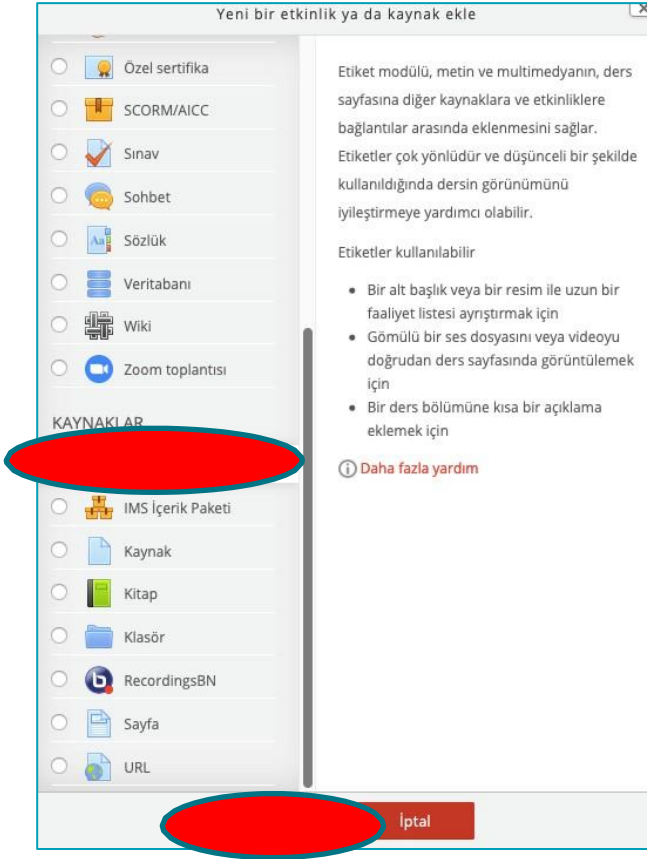 Yeni bir etkinlik ya da kaynak ekle
Özel sertifika
SCORM/AICC
Sınav
Sohbet
Sözlük
Veritabanı
Wiki
Zoom toplantısı
KAYNAKLAR
IMS İçerik Paketi
Kaynak
Kitap
Klasör
RecordingsBN
Sayfa
URL
Etiket modülü, metin ve multimedyanın, ders
sayfasına diğer kaynaklara ve etkinliklere
bağlantılar arasında eklenmesini sağlar.
Etiketler çok yönlüdür ve düşünceli bir şekilde
kullanıldığında dersin görünümünü
iyileştirmeye yardımcı olabilir.
Etiketler kullanılabilir
Bir alt başlık veya bir resim ile uzun bir
faaliyet listesi ayrıştırmak için
Gömülü bir ses dosyasını veya videoyu
doğrudan ders sayfasında görüntülemek
için
Bir ders bölümüne kısa bir açıklama
eklemek için
Daha fazla yardım
İptal